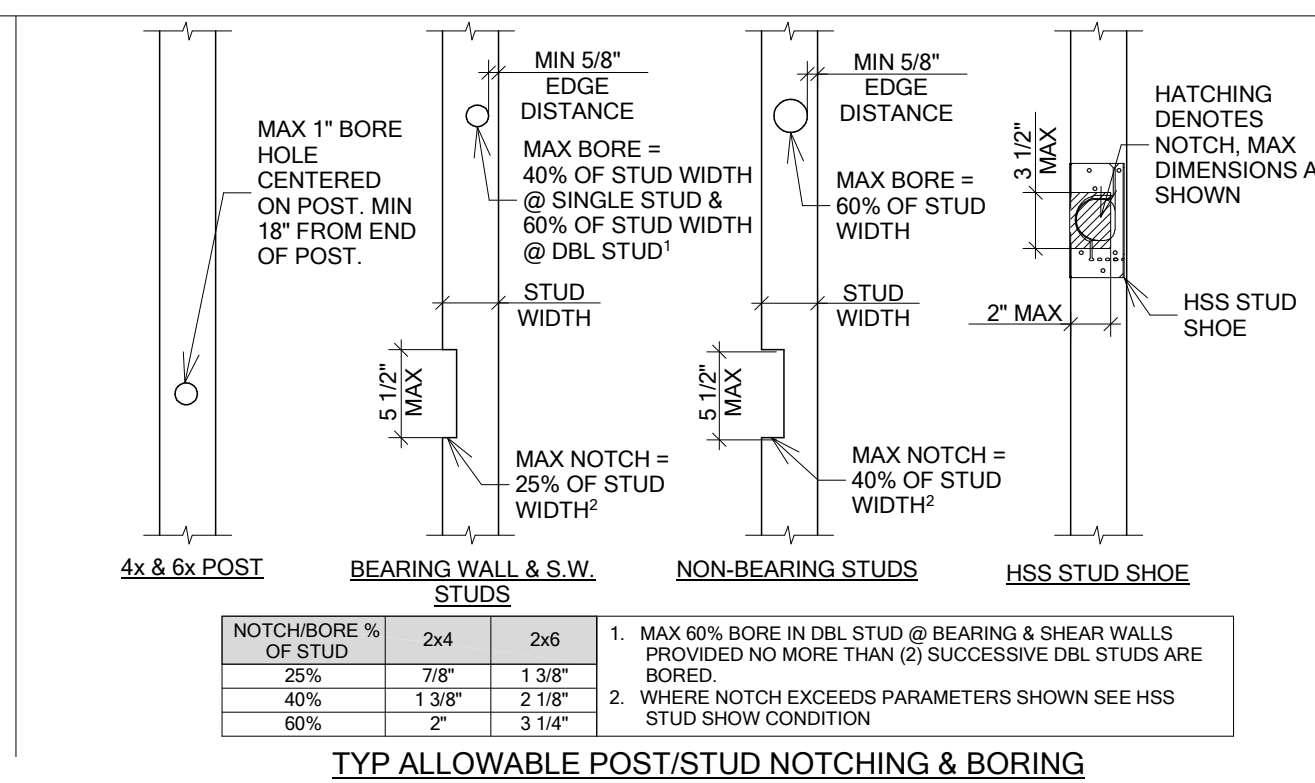 MAX 1" BORE
HOLE
CENTERED
ON POST. MIN
18" FROM END
OF POST.
4x & 6x POST
MIN 5/8"
EDGE
DISTANCE
MAX BORE =
40% OF STUD WIDTH
@ SINGLE STUD &
60% OF STUD WIDTH
@ DBL STUD1
STUD
WIDTH
5 1/2"
MAX
MAX NOTCH =
25% OF STUD
WIDTH2
BEARING WALL & S.W.
STUDS
MIN 5/8"
EDGE
DISTANCE
MAX BORE =
60% OF STUD
WIDTH
STUD
WIDTH
5 1/2"
MAX
MAX NOTCH =
40% OF STUD
WIDTH2
NON-BEARING STUDS
3 1/2"
MAX
HATCHING
DENOTES
NOTCH, MAX
DIMENSIONS A
SHOWN
2" MAX
HSS STUD
SHOE
HSS STUD SHOE
NOTCH/BORE %
OF STUD
2x4
2x6
25%
7/8"
1 3/8"
40%
1 3/8"
2 1/8"
60%
2"
3 1/4"
1. MAX 60% BORE IN DBL STUD @ BEARING & SHEAR WALLS
PROVIDED NO MORE THAN (2) SUCCESSIVE DBL STUDS ARE
BORED.
2. WHERE NOTCH EXCEEDS PARAMETERS SHOWN SEE HSS
STUD SHOW CONDITION
TYP ALLOWABLE POST/STUD NOTCHING & BORING